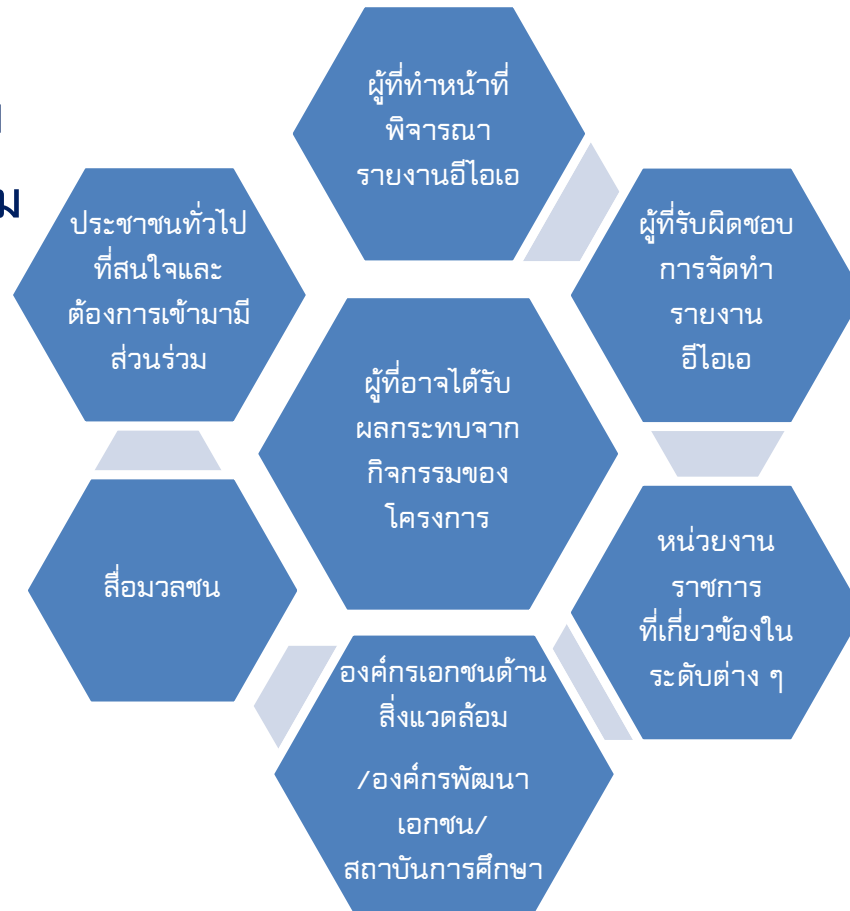 ผู้ที่ทำหน้าที่
พิจารณา
รายงานอีไอเอ
ประชาชนทั่วไป
ที่สนใจและ
ต้องการเข้ามามี
ส่วนร่วม
ผู้ที่รับผิดชอบ
การจัดทำ
รายงาน
อีไอเอ
ผู้ที่อาจได้รับ
ผลกระทบจาก
กิจกรรมของ
โครงการ
สื่อมวลชน
หน่วยงาน
ราชการ
ที่เกี่ยวข้องใน
ระดับต่าง ๆ
องค์กรเอกชนด้าน
สิ่งแวดล้อม
/องค์กรพัฒนา
เอกชน/
สถาบันการศึกษา